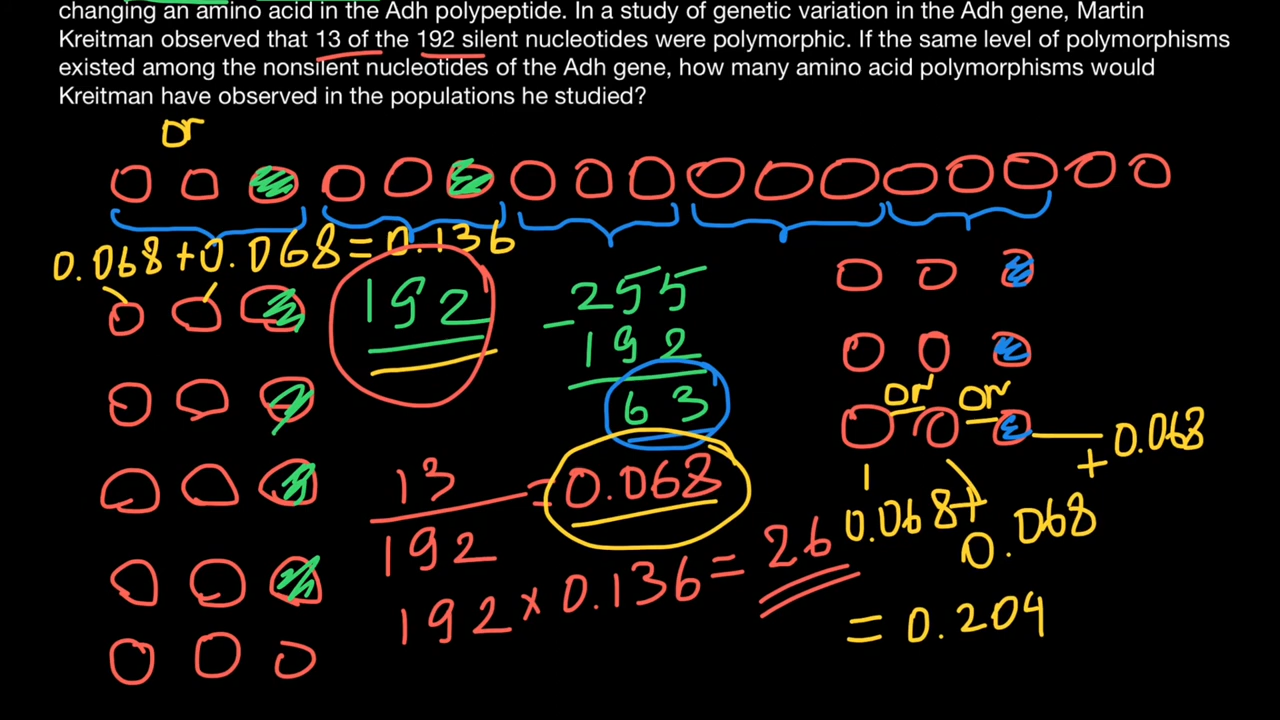 changing an amino acid in the Adh polypeptide. In a study of genetic variation in the Adh gene, Martin
Kreitman observed that 13 of the 192 silent nucleotides were polymorphic. If the same level of polymorphisms
existed among the nonsilent nucleotides of the Adh gene, how many amino acid polymorphisms would
Kreitman have observed in the populations he studied?
or
0.068+0.068=0.136
192
255
- 192
63
or or
0.068
+
13
192
= 0.068
0.068+
0.068
192 × 0.136 = 26
= 0.204